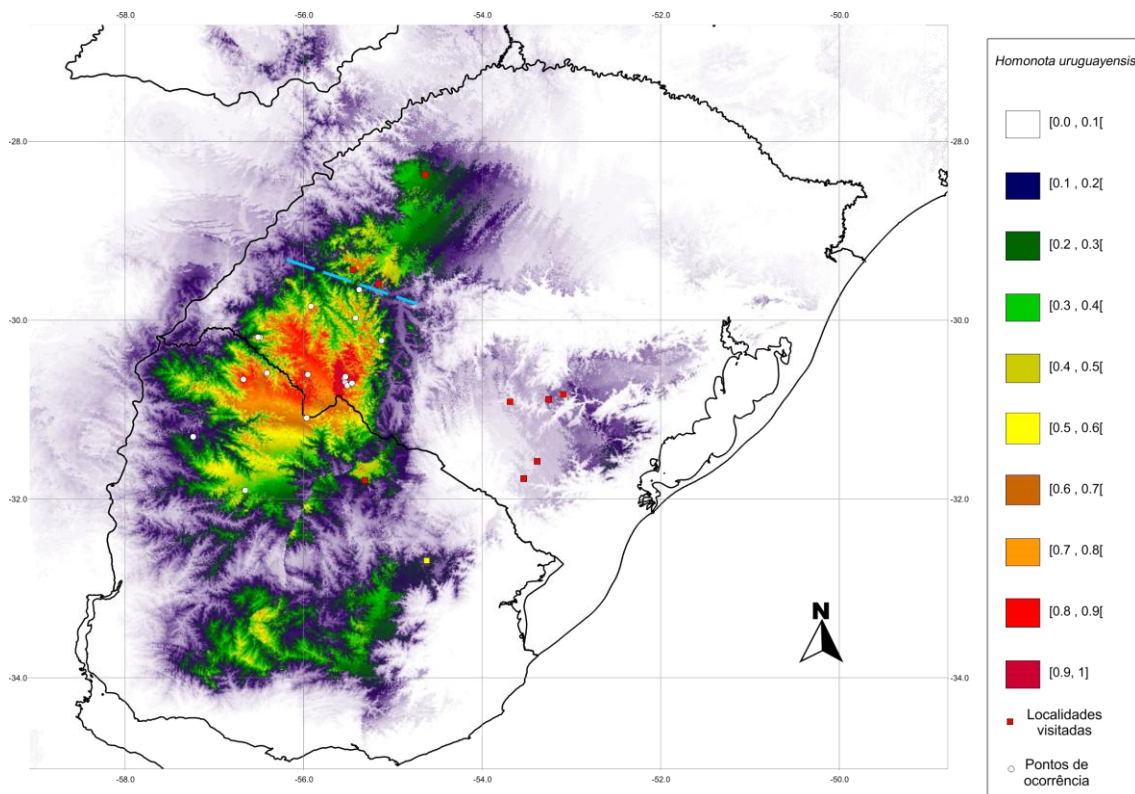 -58.0
-56.0
-54.0
-52.0
-50.0
-28.0
-28.0
-30.0
-30.0
-32.0
-32.0
-34.0
-34.0
-58.0
-56.0
-54.0
-52.0
-50.0
N
Homonota uruguayensis
[0.0 , 0.1[
[0.1 , 0.2[
[0.2 , 0.3[
[0.3 , 0.4[
[0.4 , 0.5[
[0.5 , 0.6[
[0.6 , 0.7[
[0.7 , 0.8[
[0.8 , 0.9[
[0.9, 1]
Localidades
visitadas
Pontos de
ocorrência